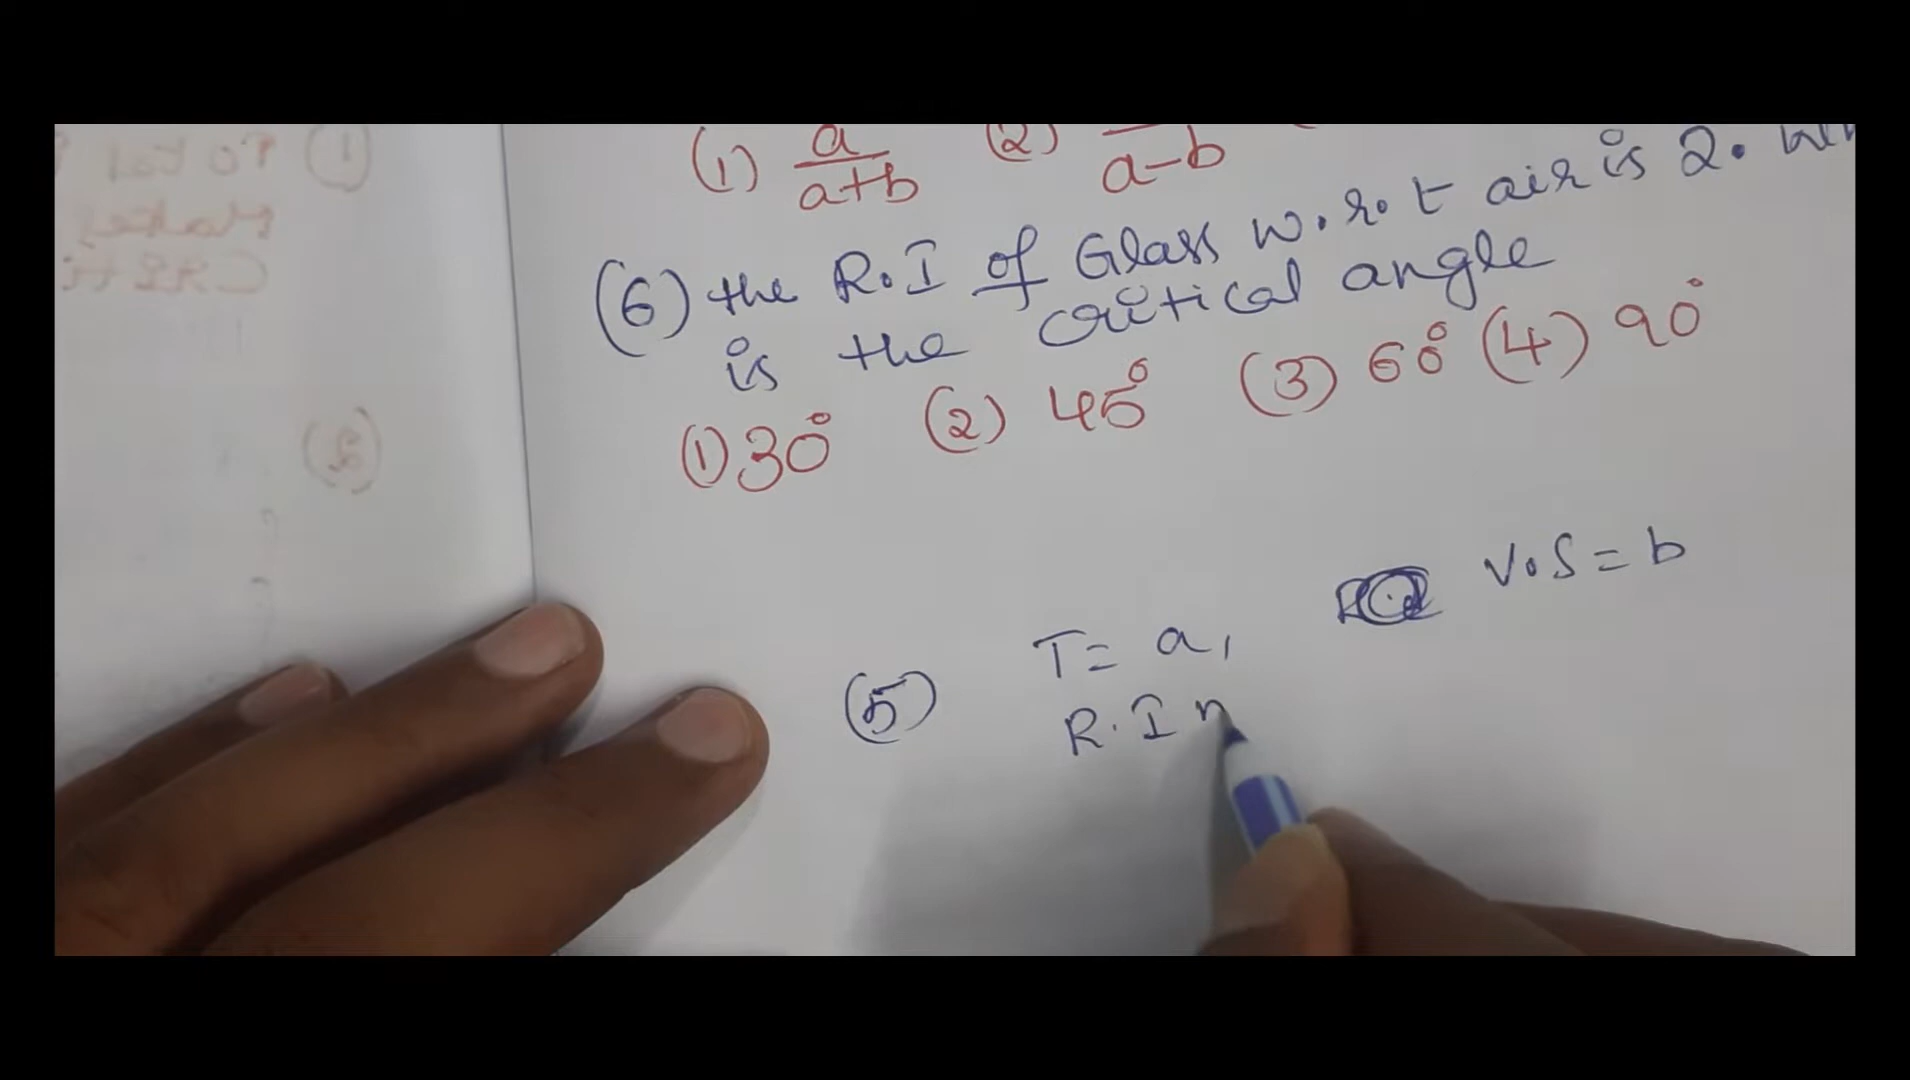 (1) a/a+b (2) a-b
(6) the R.I of Glass w.r.t air is 2.
is the critical angle
(1) 30° (2) 45° (3) 60° (4) 90°
V.S = b
(5) T = a,
R.I n